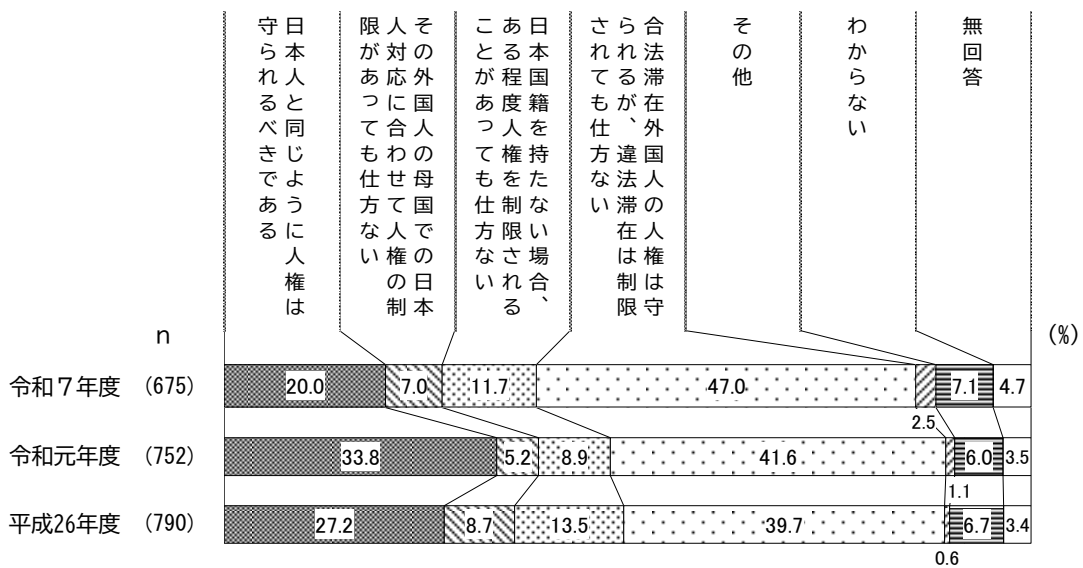 日本人と同じように人権は
守られるべきである
その外国人の母国での日本
人対応に合わせて人権の制
限があっても仕方ない
日本国籍を持たない場合、
ある程度人権を制限される
ことがあっても仕方ない
合法滞在外国人の人権は守
られるが、違法滞在は制限
されても仕方ない
その他
わからない
無回答
n
(%)
令和7年度 (675) 20.0 7.0 11.7 47.0 7.1 4.7
2.5
令和元年度 (752) 33.8 5.2 8.9 41.6 6.0 3.5
1.1
平成26年度 (790) 27.2 8.7 13.5 39.7 6.7 3.4
0.6